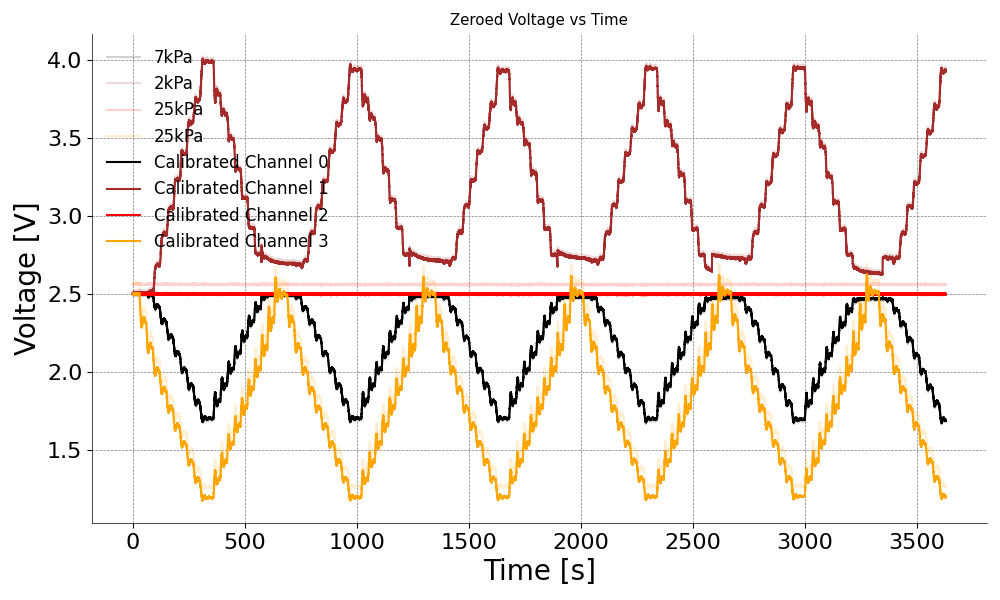 Zeroed Voltage vs Time
Voltage [V]
4.0
3.5
3.0
2.5
2.0
1.5
7kPa
2kPa
25kPa
25kPa
Calibrated Channel 0
Calibrated Channel 1
Calibrated Channel 2
Calibrated Channel 3
0 500 1000 1500 2000 2500 3000 3500
Time [s]